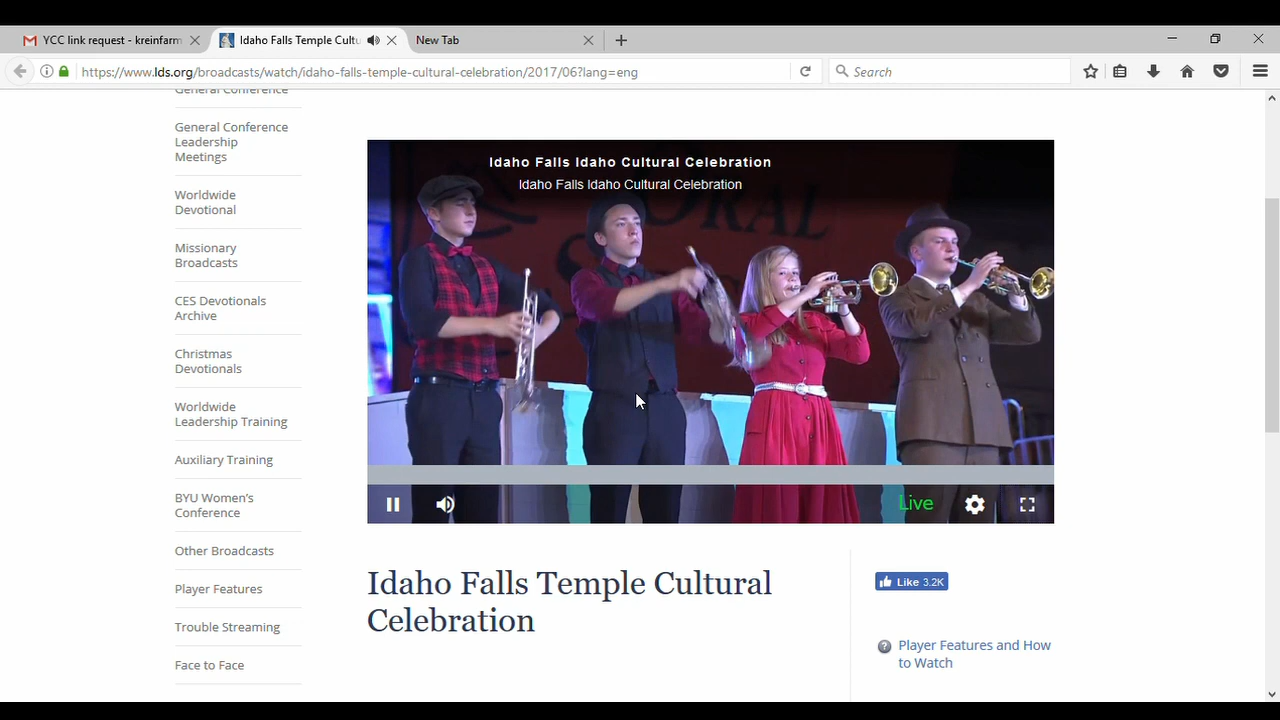 YCC link request - kreinfarm
Idaho Falls Temple Cultu
New Tab
https://www.lds.org/broadcasts/watch/idaho-falls-temple-cultural-celebration/2017/06?lang=eng
Search
General Conference
General Conference
Leadership
Meetings
Worldwide
Devotional
Missionary
Broadcasts
CES Devotionals
Archive
Christmas
Devotionals
Worldwide
Leadership Training
Auxiliary Training
BYU Women's
Conference
Other Broadcasts
Player Features
Trouble Streaming
Face to Face
Idaho Falls Idaho Cultural Celebration
Idaho Falls Idaho Cultural Celebration
ORAL
Live
Idaho Falls Temple Cultural
Celebration
Like 3.2K
Player Features and How
to Watch